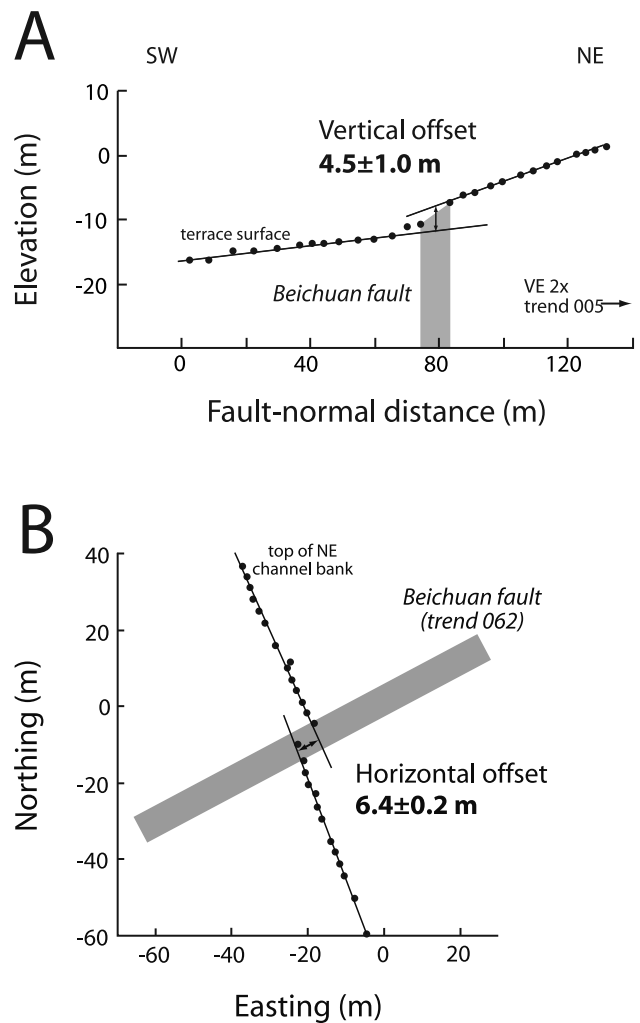 A
SW
NE
10
0
-10
-20
Elevation (m)
Vertical offset
4.5±1.0 m
terrace surface
Beichuan fault
VE 2x
trend 005
0
40
80
120
Fault-normal distance (m)
B
40
20
0
-20
-40
-60
Northing (m)
top of NE
channel bank
Beichuan fault
(trend 062)
Horizontal offset
6.4±0.2 m
-60
-40
-20
0
20
Easting (m)